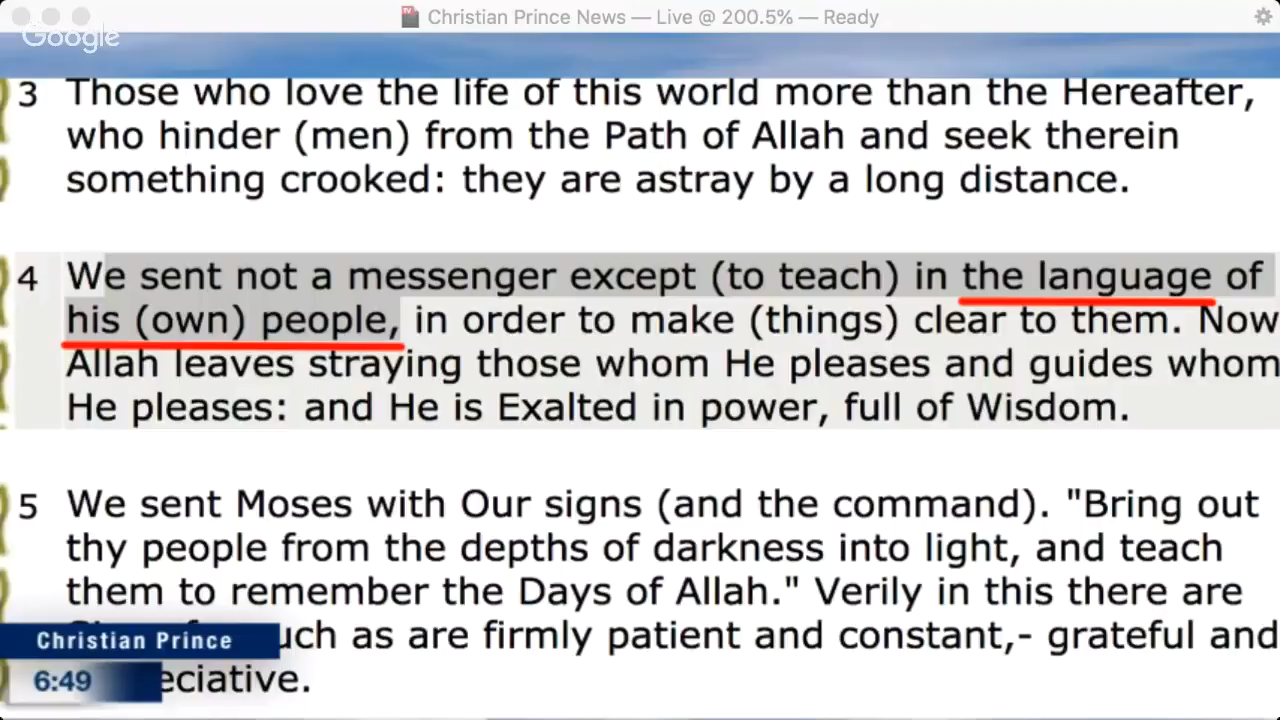 Christian Prince News — Live @ 200.5% — Ready
Google
3 Those who love the life of this world more than the Hereafter,
who hinder (men) from the Path of Allah and seek therein
something crooked: they are astray by a long distance.
4 We sent not a messenger except (to teach) in the language of
his (own) people, in order to make (things) clear to them. Now
Allah leaves straying those whom He pleases and guides whom
He pleases: and He is Exalted in power, full of Wisdom.
5 We sent Moses with Our signs (and the command). "Bring out
thy people from the depths of darkness into light, and teach
them to remember the Days of Allah." Verily in this there are
such as are firmly patient and constant,- grateful and
Christian Prince
6:49